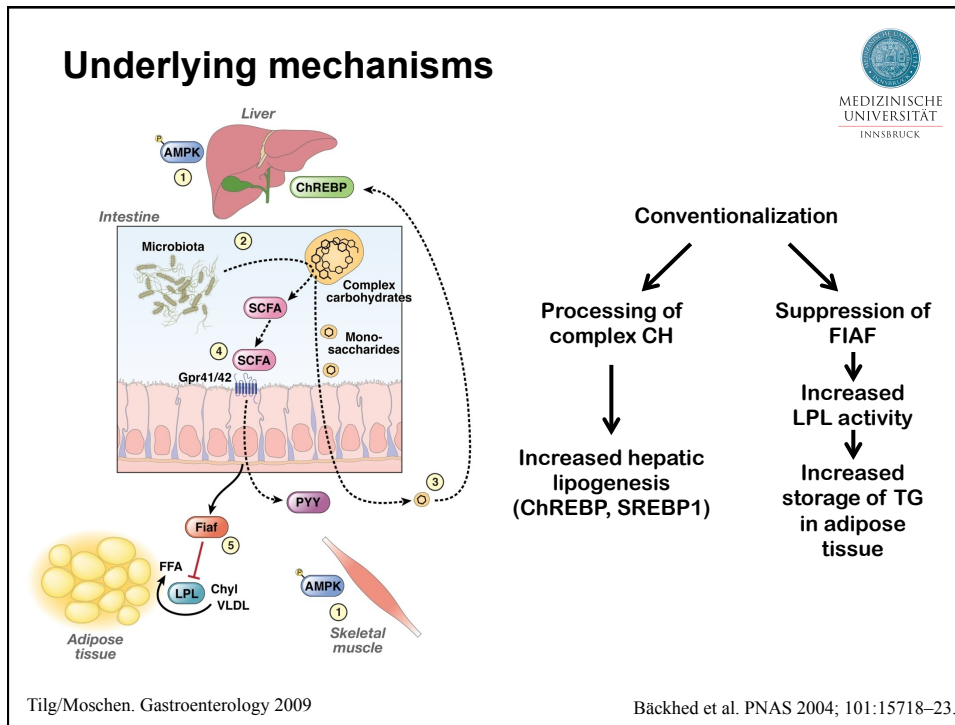 Underlying mechanisms
MEDIZINISCHE
UNIVERSITÄT
INNSBRUCK
Liver
P
AMPK
1
ChREBP
Intestine
2
Microbiota
Complex
carbohydrates
SCFA
Mono-
saccharides
4
SCFA
Gpr41/42
3
PYY
Fiaf
5
FFA
LPL
Chyl
VLDL
P
AMPK
1
Adipose
tissue
Skeletal
muscle
Conventionalization
Processing of
complex CH
Increased hepatic
lipogenesis
(ChREBP, SREBP1)
Suppression of
FIAF
Increased
LPL activity
Increased
storage of TG
in adipose
tissue
Tilg/Moschen. Gastroenterology 2009
Bäckhed et al. PNAS 2004; 101:15718–23.